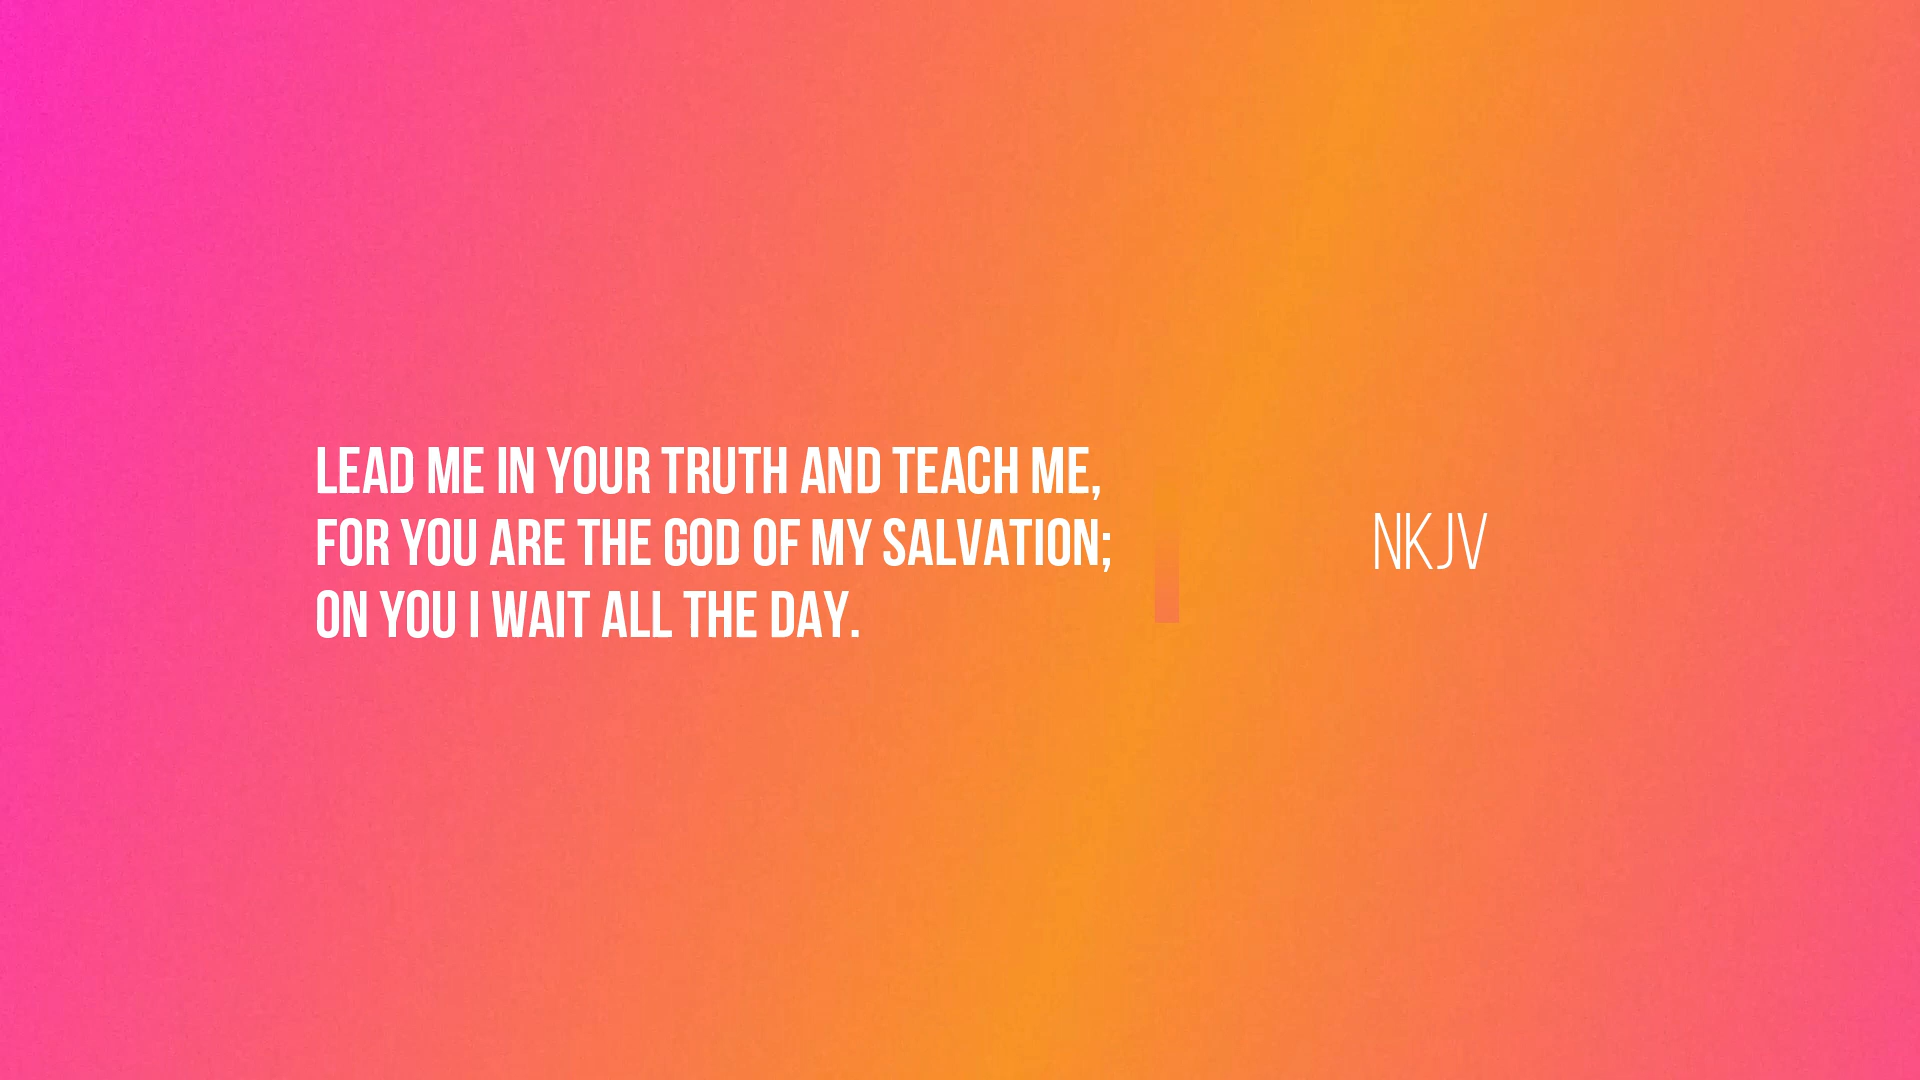 LEAD ME IN YOUR TRUTH AND TEACH ME,
FOR YOU ARE THE GOD OF MY SALVATION;
ON YOU I WAIT ALL THE DAY.
NKJV